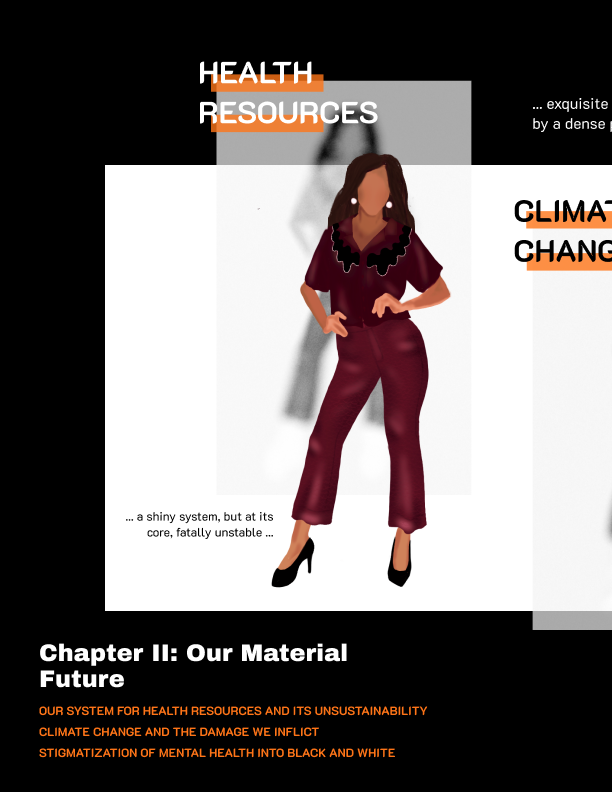 HEALTH
RESOURCES
... exquisite
by a dense
CLIMAT
CHANG
... a shiny system, but at its
core, fatally unstable ...
Chapter II: Our Material
Future
OUR SYSTEM FOR HEALTH RESOURCES AND ITS UNSUSTAINABILITY
CLIMATE CHANGE AND THE DAMAGE WE INFLICT
STIGMATIZATION OF MENTAL HEALTH INTO BLACK AND WHITE